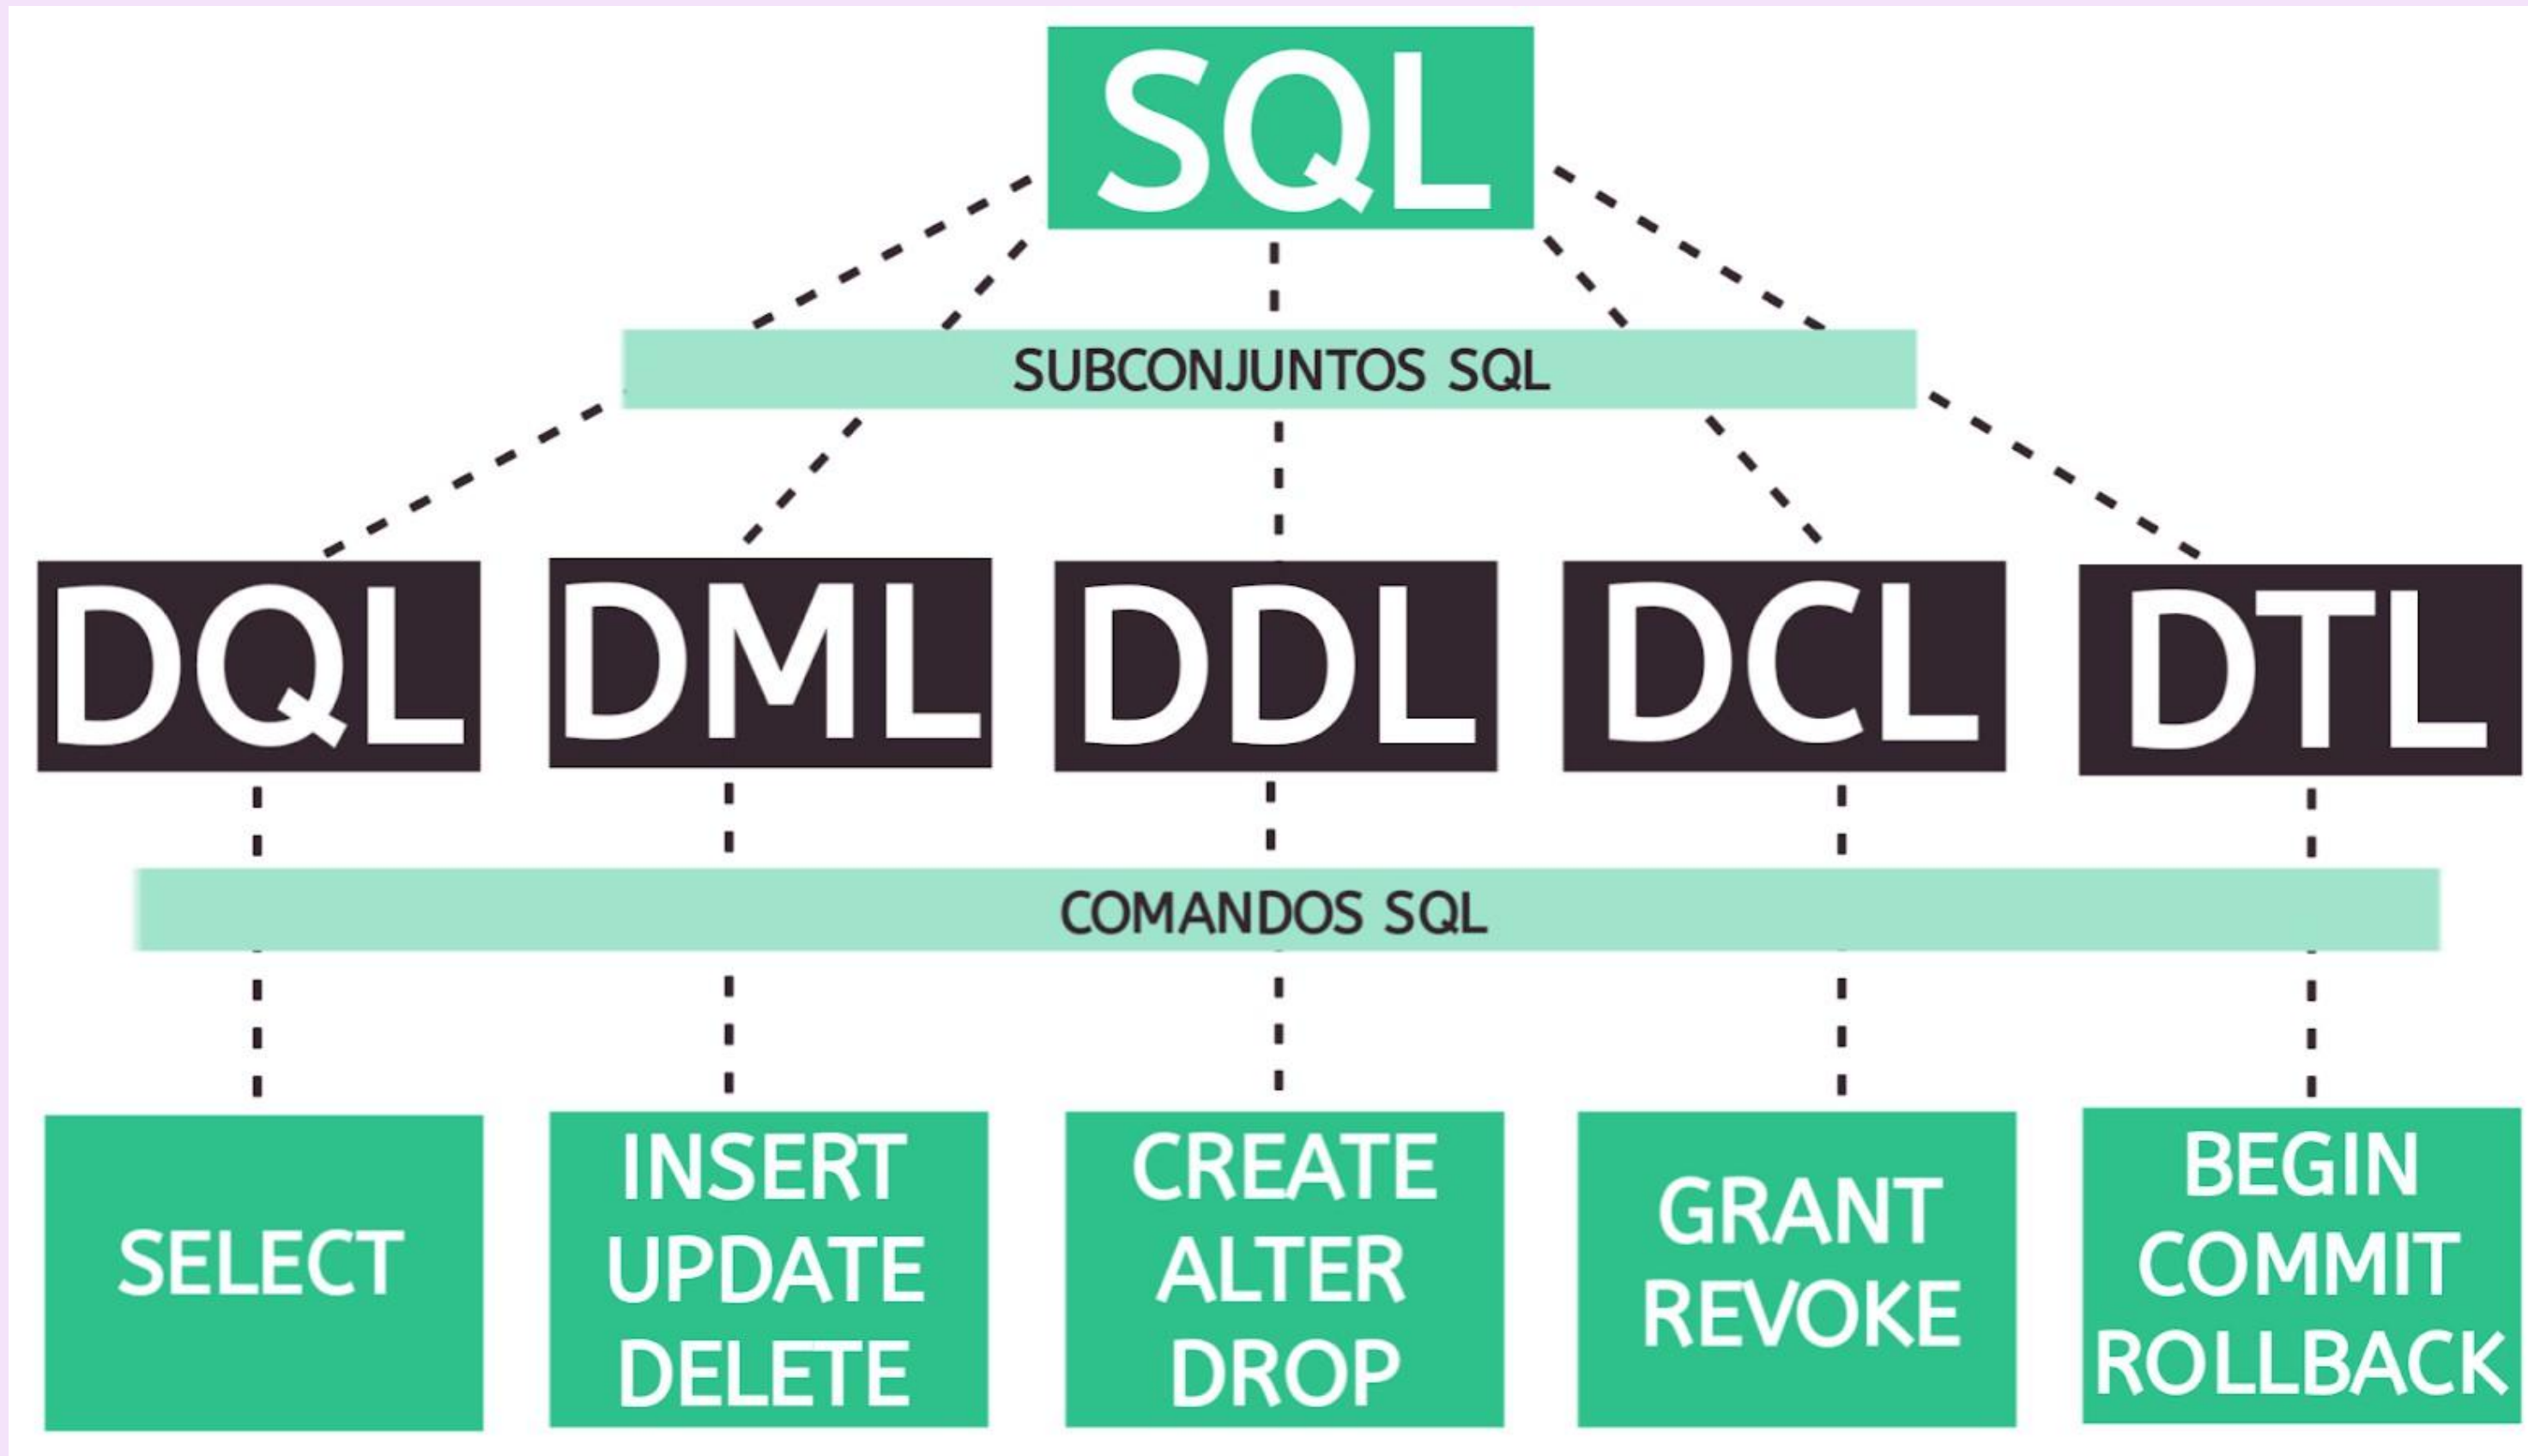 SQL
SUBCONJUNTOS SQL
DQL
DML
DDL
DCL
DTL
COMANDOS SQL
SELECT
INSERT
UPDATE
DELETE
CREATE
ALTER
DROP
GRANT
REVOKE
BEGIN
COMMIT
ROLLBACK